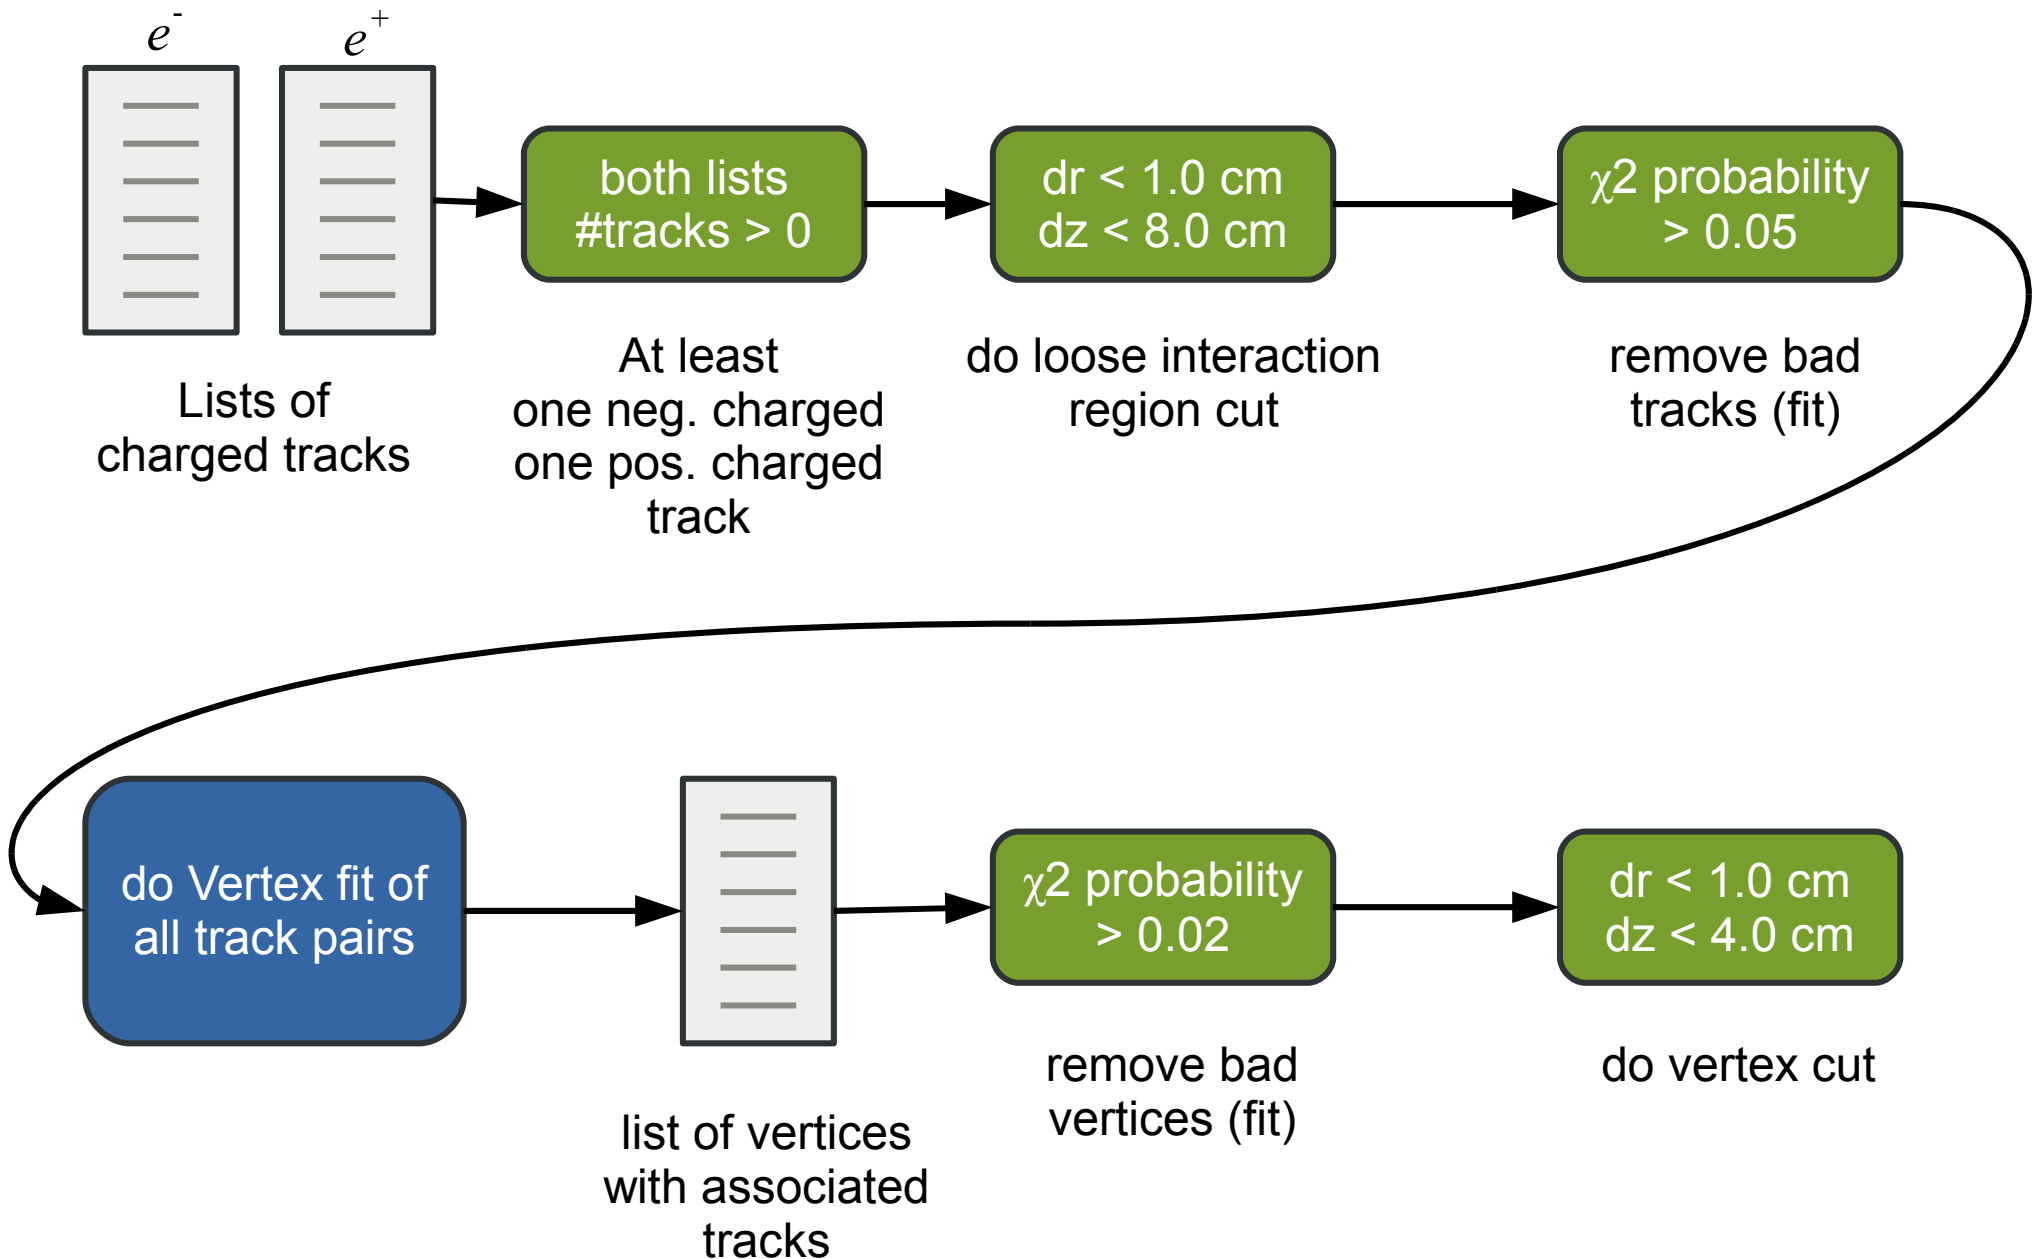 e-
e+
both lists
#tracks > 0
dr < 1.0 cm
dz < 8.0 cm
χ2 probability
> 0.05
Lists of
charged tracks
At least
one neg. charged
one pos. charged
track
do loose interaction
region cut
remove bad
tracks (fit)
do Vertex fit of
all track pairs
χ2 probability
> 0.02
dr < 1.0 cm
dz < 4.0 cm
list of vertices
with associated
tracks
remove bad
vertices (fit)
do vertex cut